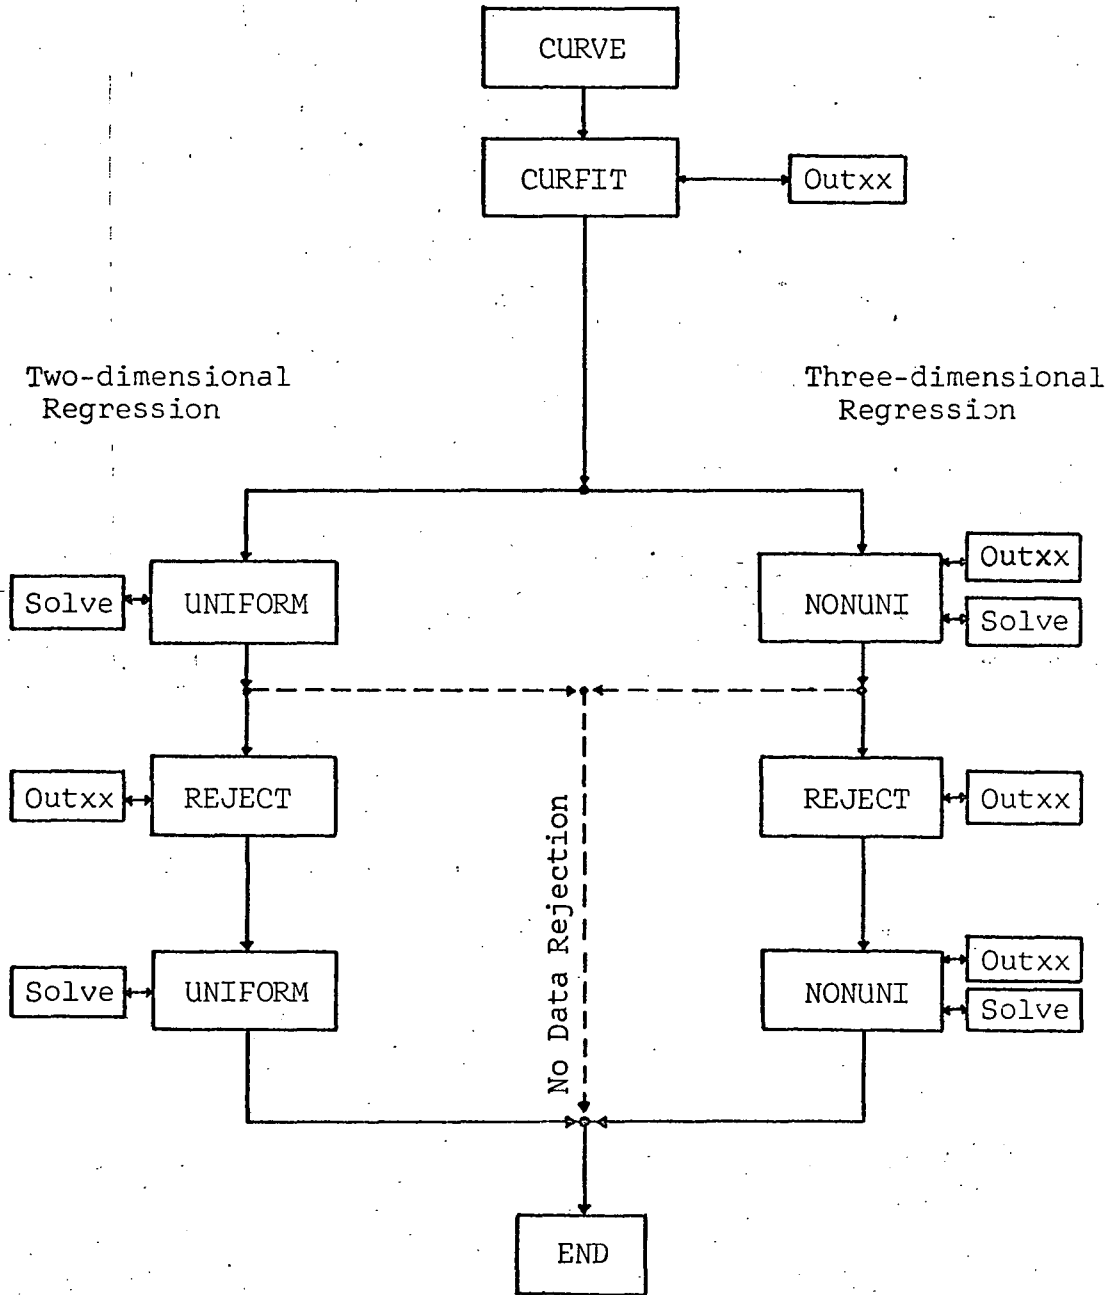 CURVE
CURFIT
Outxx
Two-dimensional
Regression
Three-dimensional
Regression
Solve
UNIFORM
NONUNI
Outxx
Solve
Outxx
REJECT
No Data Rejection
REJECT
Outxx
Solve
UNIFORM
NONUNI
Outxx
Solve
END